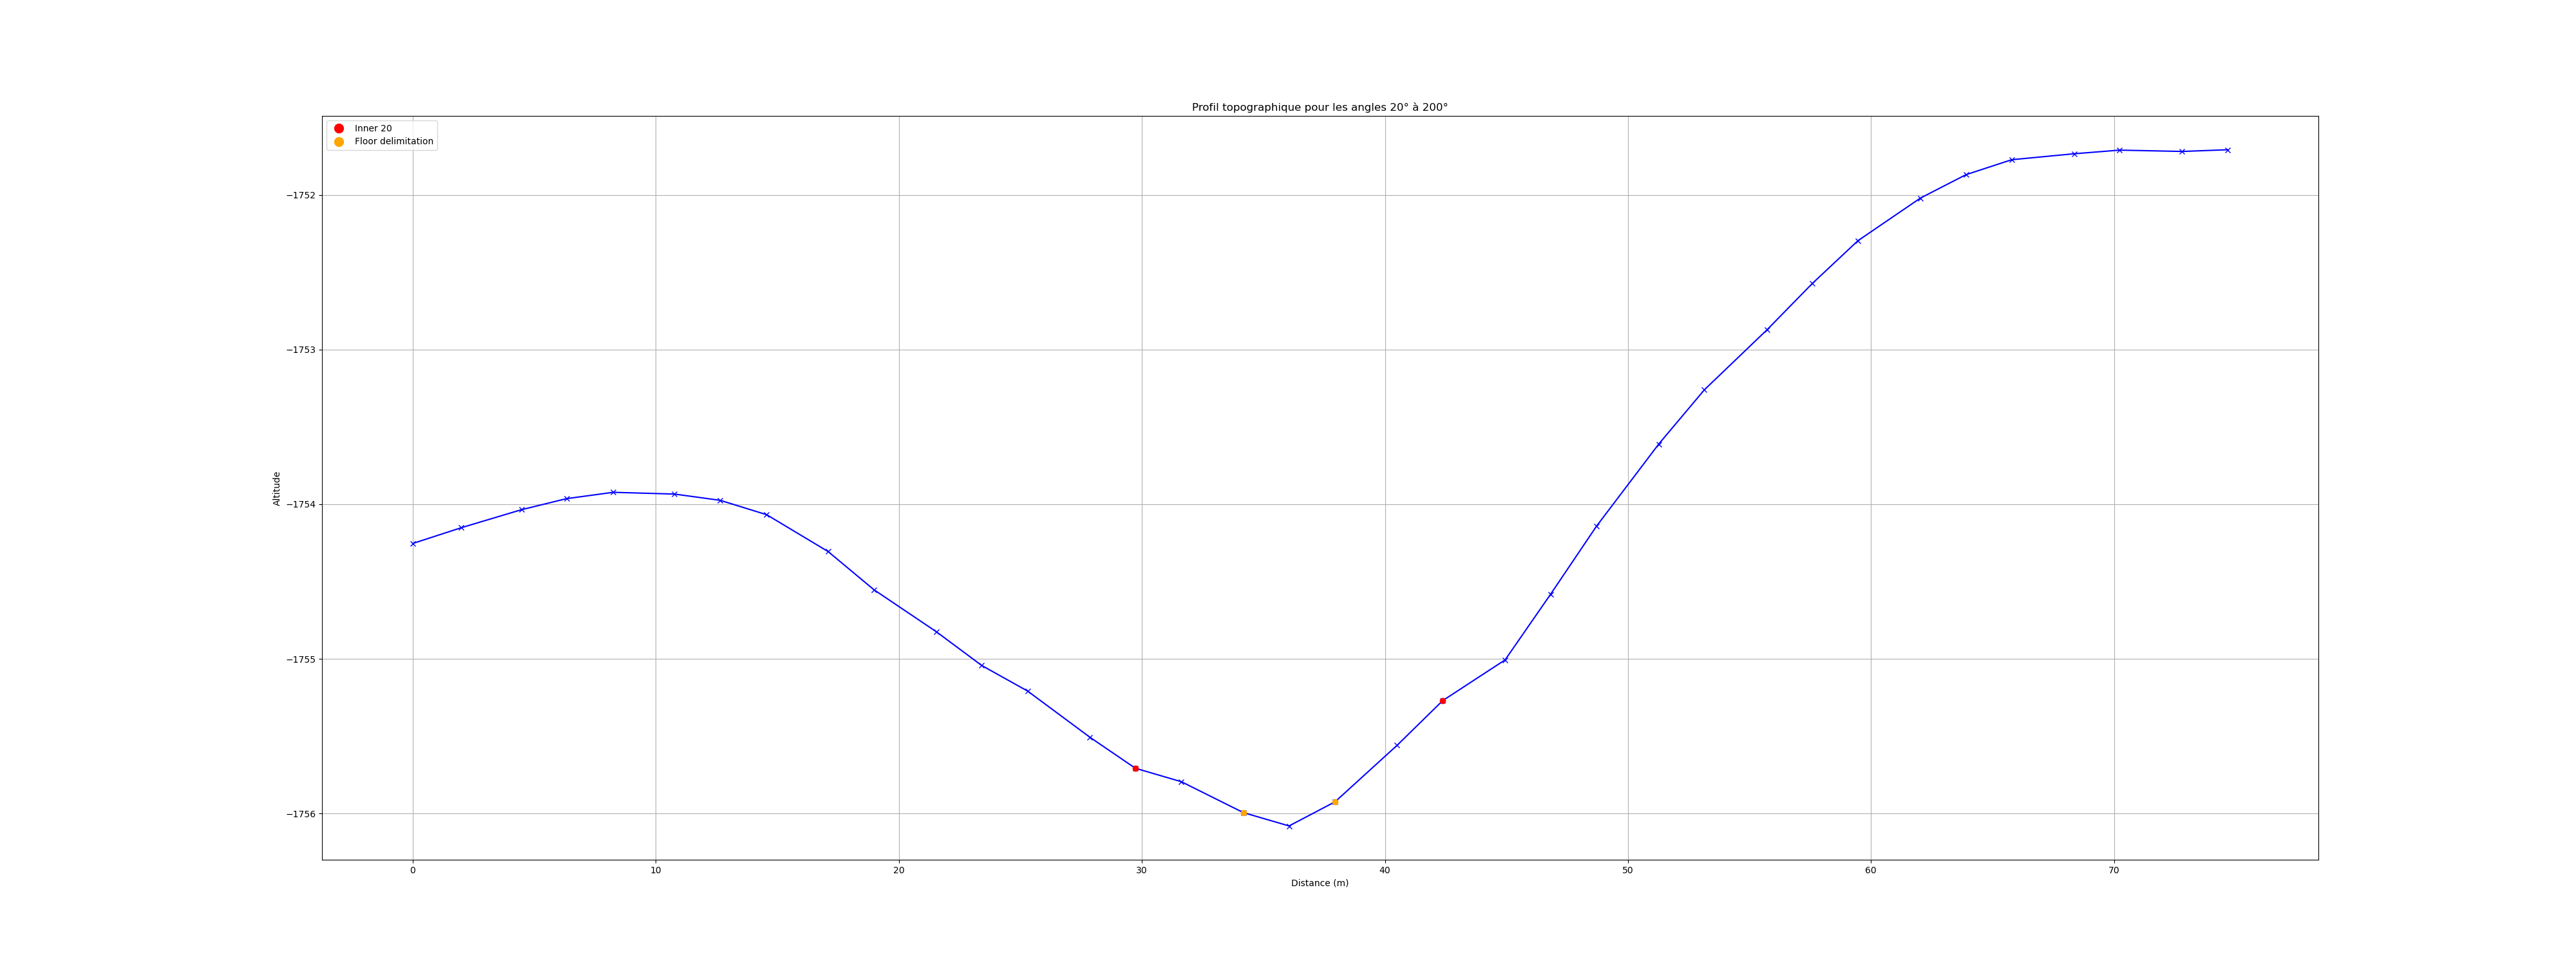 Profil topographique pour les angles 20° à 200°
Inner 20
Floor delimitation
−1752
−1753
−1754
−1755
−1756
Altitude
0 10 20 30 40 50 60 70
Distance (m)